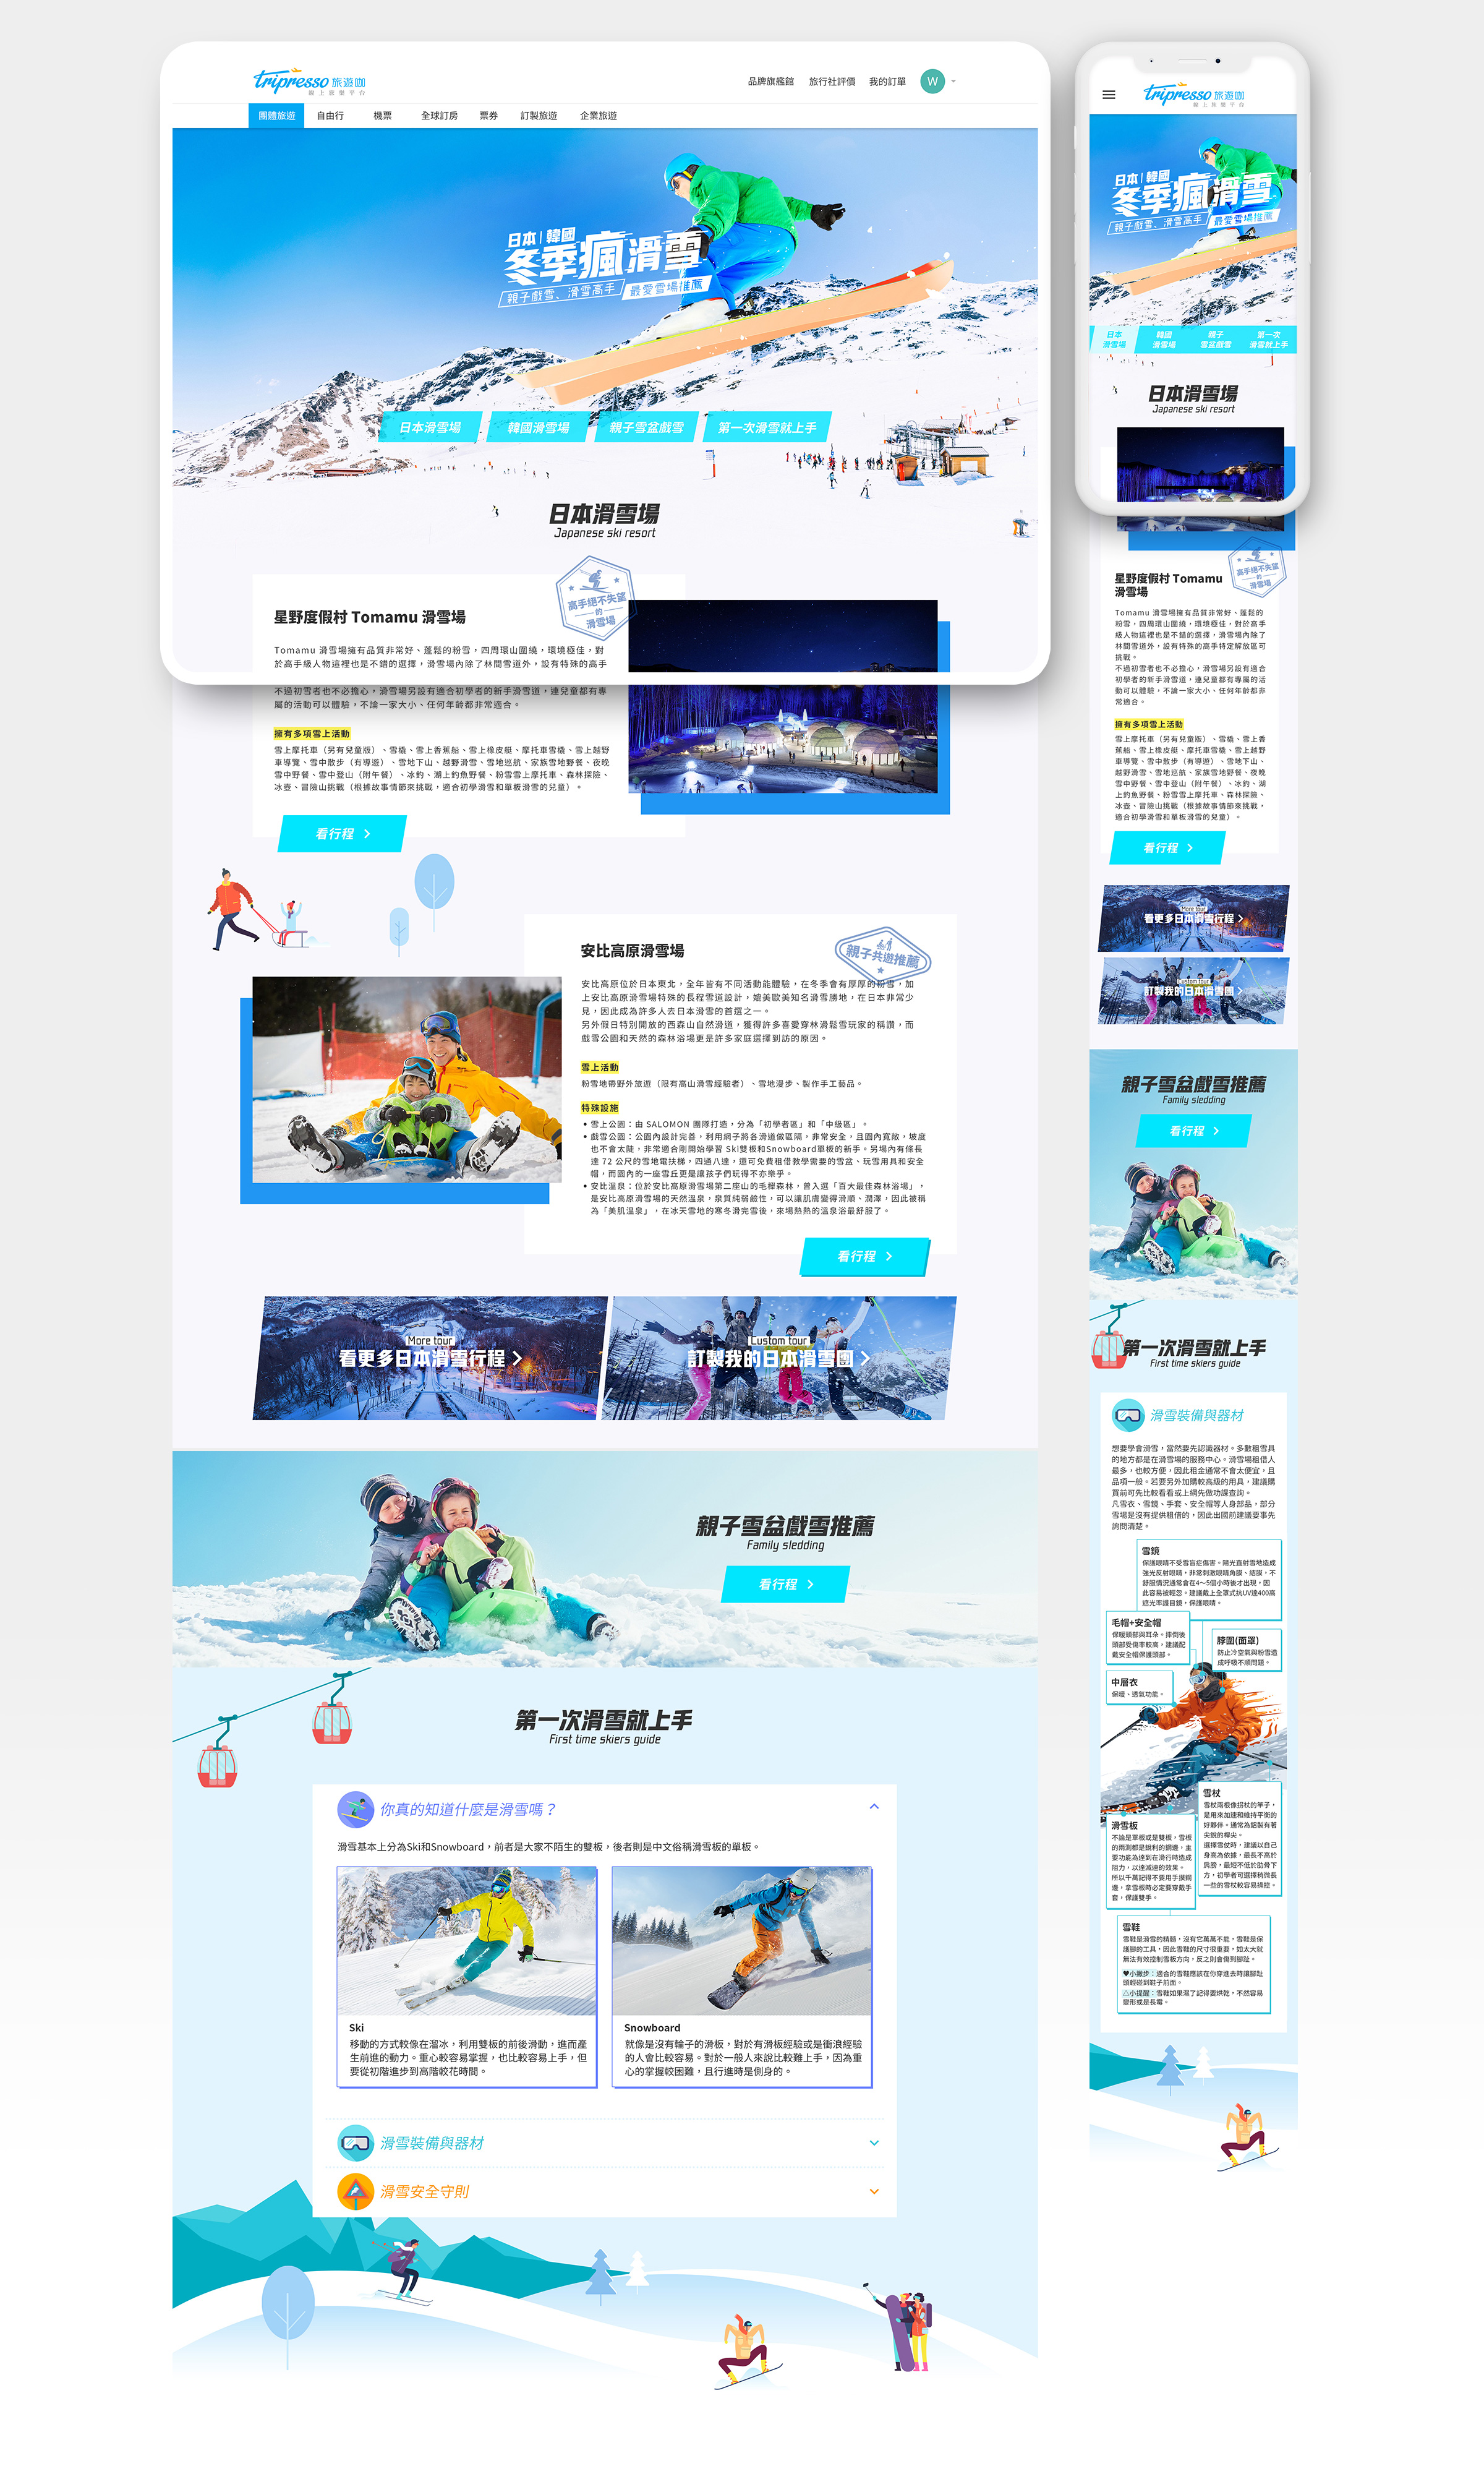 tripresso 旅遊咖
線上旅樂平台
品牌旗艦館 旅行社評價 我的訂單 W
團體旅遊 自由行 機票 全球訂房 票券 訂製旅遊 企業旅遊
日本|韓國
冬季瘋滑雪
親子戲雪、滑雪高手 最愛雪場推薦
日本滑雪場 韓國滑雪場 親子雪盆戲雪 第一次滑雪就上手
日本滑雪場
Japanese ski resort
高手絕不失望
的
滑雪場
星野度假村 Tomamu 滑雪場
Tomamu 滑雪場擁有品質非常好、蓬鬆的粉雪,四周環山圍繞,環境極佳,對
於高手級人物這裡也是不錯的選擇,滑雪場內除了林間雪道外,設有特殊的高手
不過初雪者也不必擔心,滑雪場另設有適合初學者的新手滑雪道,連兒童都有專
屬的活動可以體驗,不論一家大小、任何年齡都非常適合。
擁有多項雪上活動
雪上摩托車(另有兒童版)、雪橇、雪上香蕉船、雪上橡皮艇、摩托車雪橇、雪上越野
車導覽、雪中散步(有導遊)、雪地下山、越野滑雪、雪地巡航、家族雪地野餐、夜晚
雪中野餐、雪中登山(附午餐)、冰釣、湖上釣魚野餐、粉雪雪上摩托車、森林探險、
冰壺、冒險山挑戰(根據故事情節來挑戰,適合初學滑雪和單板滑雪的兒童)。
看行程
親子共遊推薦
安比高原滑雪場
安比高原位於日本東北,全年皆有不同活動能體驗,在冬季會有厚厚的粉雪,加
上安比高原滑雪場特殊的長程雪道設計,媲美歐美知名滑雪勝地,在日本非常少
見,因此成為許多人去日本滑雪的首選之一。
另外假日特別開放的西森山自然滑道,獲得許多喜愛穿林滑鬆雪玩家的稱讚,而
戲雪公園和天然的森林浴場更是許多家庭選擇到訪的原因。
雪上活動
粉雪地帶野外旅遊(限有高山滑雪經驗者)、雪地漫步、製作手工藝品。
特殊設施
• 雪上公園:由 SALOMON 團隊打造,分為「初學者區」和「中級區」。
• 戲雪公園:公園內設計完善,利用網子將各滑道做區隔,非常安全,且園內寬敞,坡度
也不會太陡,非常適合剛開始學習 Ski雙板和Snowboard單板的新手。另場內有條長
達 72 公尺的雪地電扶梯,四通八達,還可免費租借教學需要的雪盆、玩雪用具和安全
帽,而園內的一座雪丘更是讓孩子們玩得不亦樂乎。
• 安比溫泉:位於安比高原滑雪場第二座山的毛櫸森林,曾入選「百大最佳森林浴場」,
是安比高原滑雪場的天然溫泉,泉質純弱鹼性,可以讓肌膚變得滑順、潤澤,因此被稱
為「美肌溫泉」,在冰天雪地的寒冬滑完雪後,來場熱熱的溫泉浴最舒服了。
看行程
More tour
看更多日本滑雪行程
Custom tour
訂製我的日本滑雪團
親子雪盆戲雪推薦
Family sledding
看行程
第一次滑雪就上手
First time skiers guide
你真的知道什麼是滑雪嗎?
滑雪基本上分為Ski和Snowboard,前者是大家不陌生的雙板,後者則是中文俗稱滑雪板的單板。
Ski
移動的方式較像在溜冰,利用雙板的前後滑動,進而產
生前進的動力。重心較容易掌握,也比較容易上手,但
要從初階進步到高階較花時間。
Snowboard
就像是沒有輪子的滑板,對於有滑板經驗或是衝浪經驗
的人會比較容易。對於一般人來說比較難上手,因為重
心的掌握較困難,且行進時是側身的。
滑雪裝備與器材
滑雪安全守則
tripresso 旅遊咖
線上旅樂平台
日本|韓國
冬季瘋滑雪
親子戲雪、滑雪高手 最愛雪場推薦
日本
滑雪場
韓國
滑雪場
親子
雪盆戲雪
第一次
滑雪就上手
日本滑雪場
Japanese ski resort
高手絕不失望
的
滑雪場
星野度假村 Tomamu
滑雪場
Tomamu 滑雪場擁有品質非常好、蓬鬆的
粉雪,四周環山圍繞,環境極佳,對於高手
級人物這裡也是不錯的選擇,滑雪場內除了
林間雪道外,設有特殊的高手特定解放區可
挑戰。
不過初雪者也不必擔心,滑雪場另設有適合
初學者的新手滑雪道,連兒童都有專屬的活
動可以體驗,不論一家大小、任何年齡都非
常適合。
擁有多項雪上活動
雪上摩托車(另有兒童版)、雪橇、雪上香
蕉船、雪上橡皮艇、摩托車雪橇、雪上越野
車導覽、雪中散步(有導遊)、雪地下山、
越野滑雪、雪地巡航、家族雪地野餐、夜晚
雪中野餐、雪中登山(附午餐)、冰釣、湖
上釣魚野餐、粉雪雪上摩托車、森林探險、
冰壺、冒險山挑戰(根據故事情節來挑戰,
適合初學滑雪和單板滑雪的兒童)。
看行程
More tour
看更多日本滑雪行程
Custom tour
訂製我的日本滑雪團
親子雪盆戲雪推薦
Family sledding
看行程
第一次滑雪就上手
First time skiers guide
滑雪裝備與器材
想要學會滑雪,當然要先認識器材。多數租雪具
的地方都是在滑雪場的服務中心。滑雪場租借人
最多,也較方便,因此租金通常不會太便宜,且
品項一般。若要另外加購較高級的用具,建議購
買前可先比較看看或上網先做功課查詢。
凡雪衣、雪鏡、手套、安全帽等人身部品,部分
雪場是沒有提供租借的,因此出國前建議要事先
詢問清楚。
雪鏡
保護眼睛不受雪盲症傷害。陽光直射雪地造成
強光反射眼睛,非常刺激眼睛角膜、結膜,不
舒服情況通常會在4~5個小時後才出現。因
此容易被輕忽。建議戴上全罩式抗UV達400高
遮光率護目鏡,保護眼睛。
毛帽+安全帽
保暖頭部與耳朵。摔倒後
頭部受傷率較高,建議配
戴安全帽保護頭部。
脖圍(面罩)
防止冷空氣與粉雪造
成呼吸不順問題。
中層衣
保暖、透氣功能。
雪杖
雪杖兩根像拐杖的竿子,
是用來加速和維持平衡的
好夥伴。通常為鋁製有著
尖銳的桿尖。
選擇雪仗時,建議以自己
身高為依據,最長不高於
肩膀,最短不低於肋骨下
方,初學者可選擇稍微長
一些的雪杖較容易操控。
滑雪板
不論是單板或是雙板,雪板
的兩測都是銳利的鋼邊,主
要功能為達到在滑行時造成
阻力,以達減速的效果。
所以千萬記得不要用手摸鋼
邊,拿雪板時必定要穿戴手
套,保護雙手。
雪鞋
雪鞋是滑雪的精髓,沒有它萬萬不能,雪鞋是保
護腳的工具,因此雪鞋的尺寸很重要,如太大就
無法有效控制雪板方向,反之則會傷到腳趾。
♥小撇步:適合的雪鞋應該在你穿進去時讓腳趾
頭輕碰到鞋子前面。
△小提醒:雪鞋如果濕了記得要烘乾,不然容易
變形或是長霉。